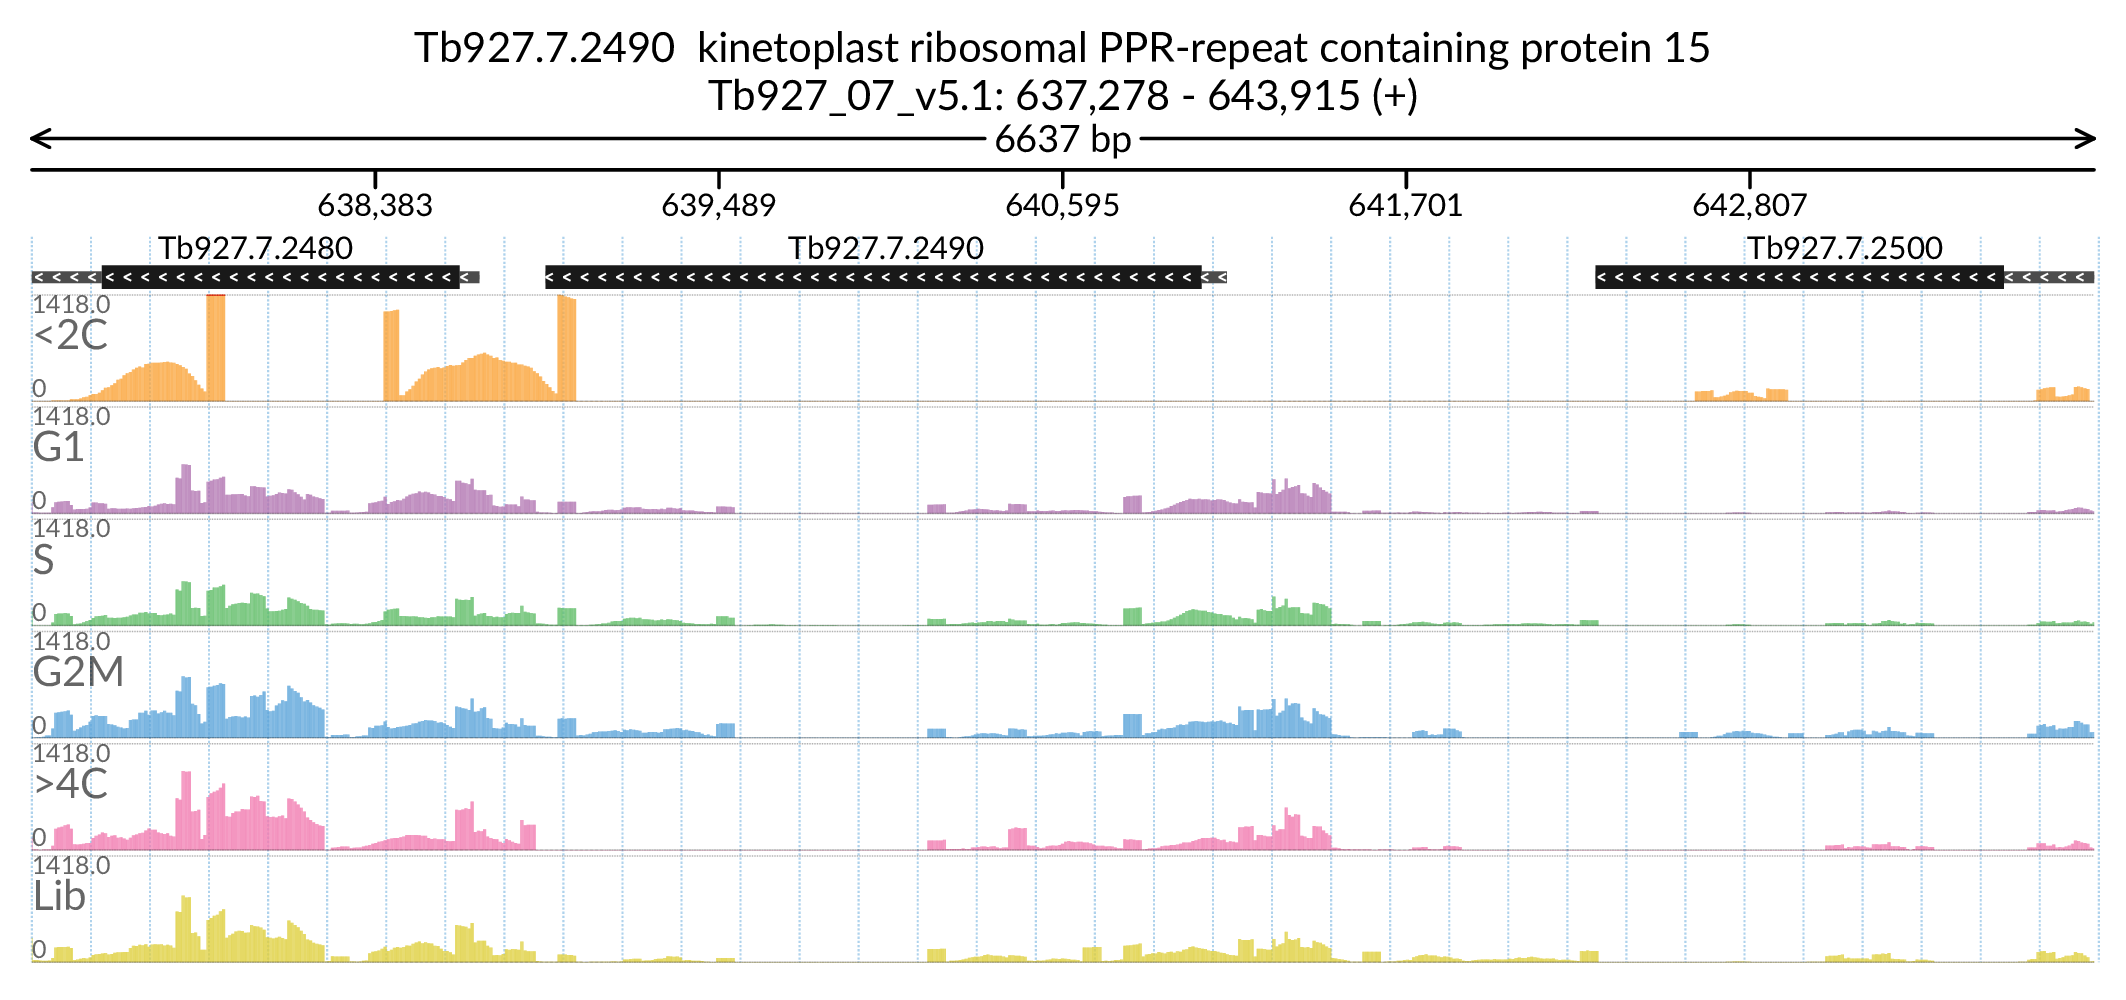 Tb927.7.2490  kinetoplast ribosomal PPR-repeat containing protein 15
Tb927_07_v5.1: 637,278 - 643,915 (+)
6637 bp
638,383 639,489 640,595 641,701 642,807
Tb927.7.2480 Tb927.7.2490 Tb927.7.2500
1418.0
<2C
0
1418.0
G1
0
1418.0
S
0
1418.0
G2M
0
1418.0
>4C
0
1418.0
Lib
0